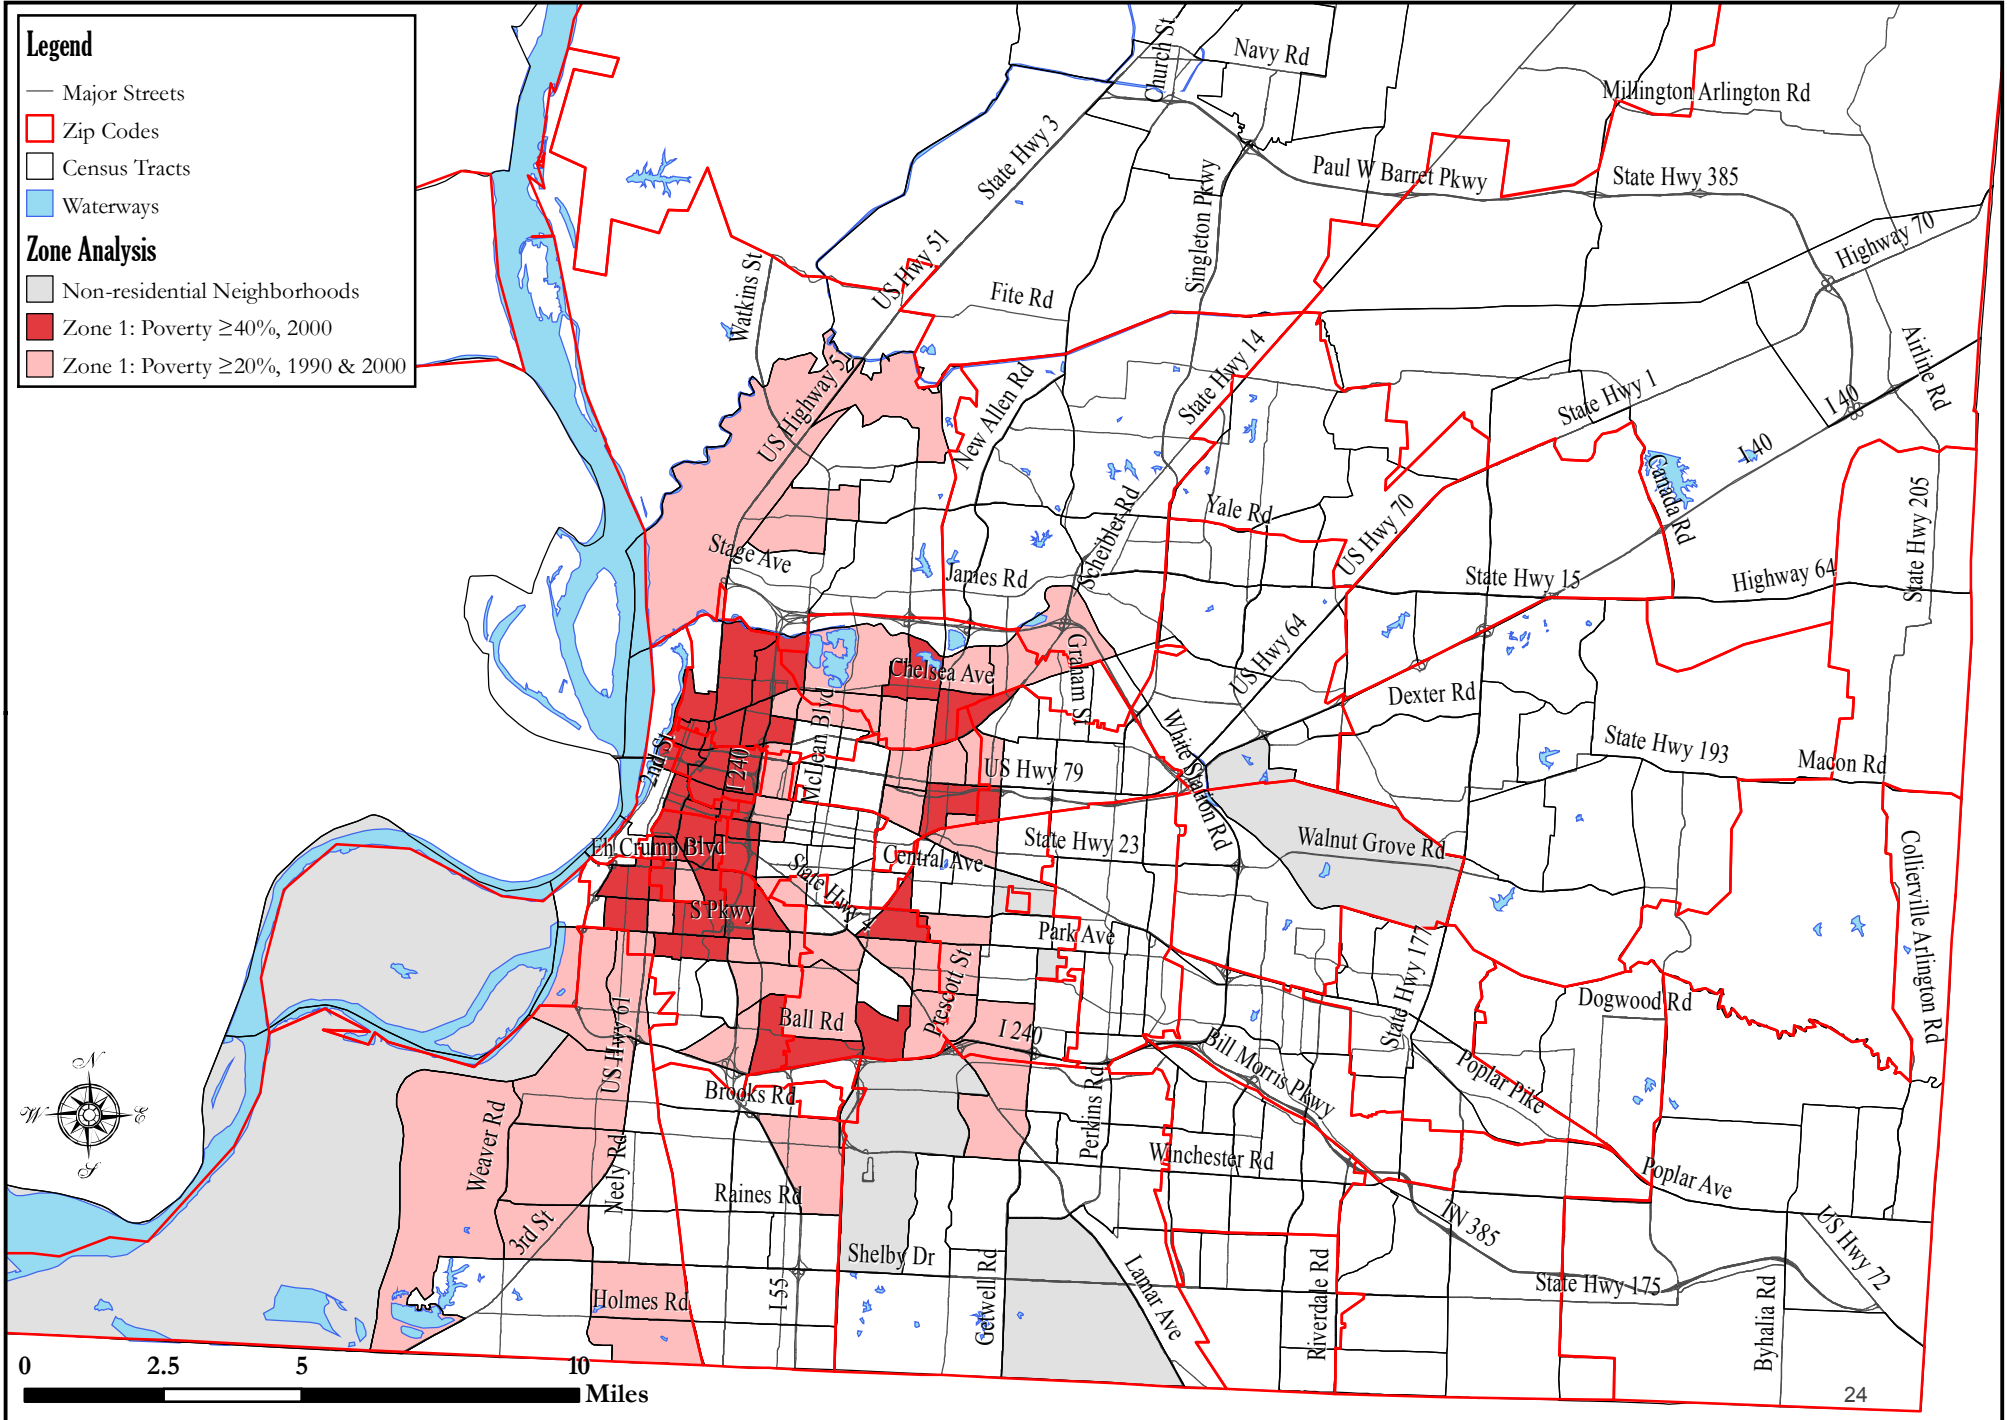 Legend
Major Streets
Zip Codes
Census Tracts
Waterways
Zone Analysis
Non-residential Neighborhoods
Zone 1: Poverty ≥40%, 2000
Zone 1: Poverty ≥20%, 1990 & 2000
Church St
Navy Rd
Millington Arlington Rd
State Hwy 3
Paul W Barret Pkwy
State Hwy 385
Singleton Pkwy
Highway 70
US Hwy 51
Watkins St
Fite Rd
State Hwy 14
Airline Rd
US Highway 5
New Allen Rd
State Hwy 1
I 40
I 40
Canada Rd
Scheibler Rd
Yale Rd
US Hwy 70
State Hwy 205
Stage Ave
James Rd
State Hwy 15
Highway 64
Graham St
US Hwy 64
Chelsea Ave
Dexter Rd
McLean Blvd
White Station Rd
State Hwy 193
Macon Rd
2nd St
I 240
US Hwy 79
Eh Crump Blvd
State Hwy 4
Central Ave
State Hwy 23
Walnut Grove Rd
Collierville Arlington Rd
S Pkwy
Park Ave
State Hwy 177
Prescott St
Dogwood Rd
US Hwy 61
Ball Rd
I 240
Bill Morris Pkwy
Poplar Pike
N
W
E
S
Brooks Rd
Perkins Rd
Weaver Rd
Neely Rd
Winchester Rd
Raines Rd
Poplar Ave
3rd St
TN 385
US Hwy 72
Shelby Dr
Getwell Rd
Lamar Ave
Riverdale Rd
State Hwy 175
Byhalia Rd
Holmes Rd
I 55
0 2.5 5 10
Miles
24